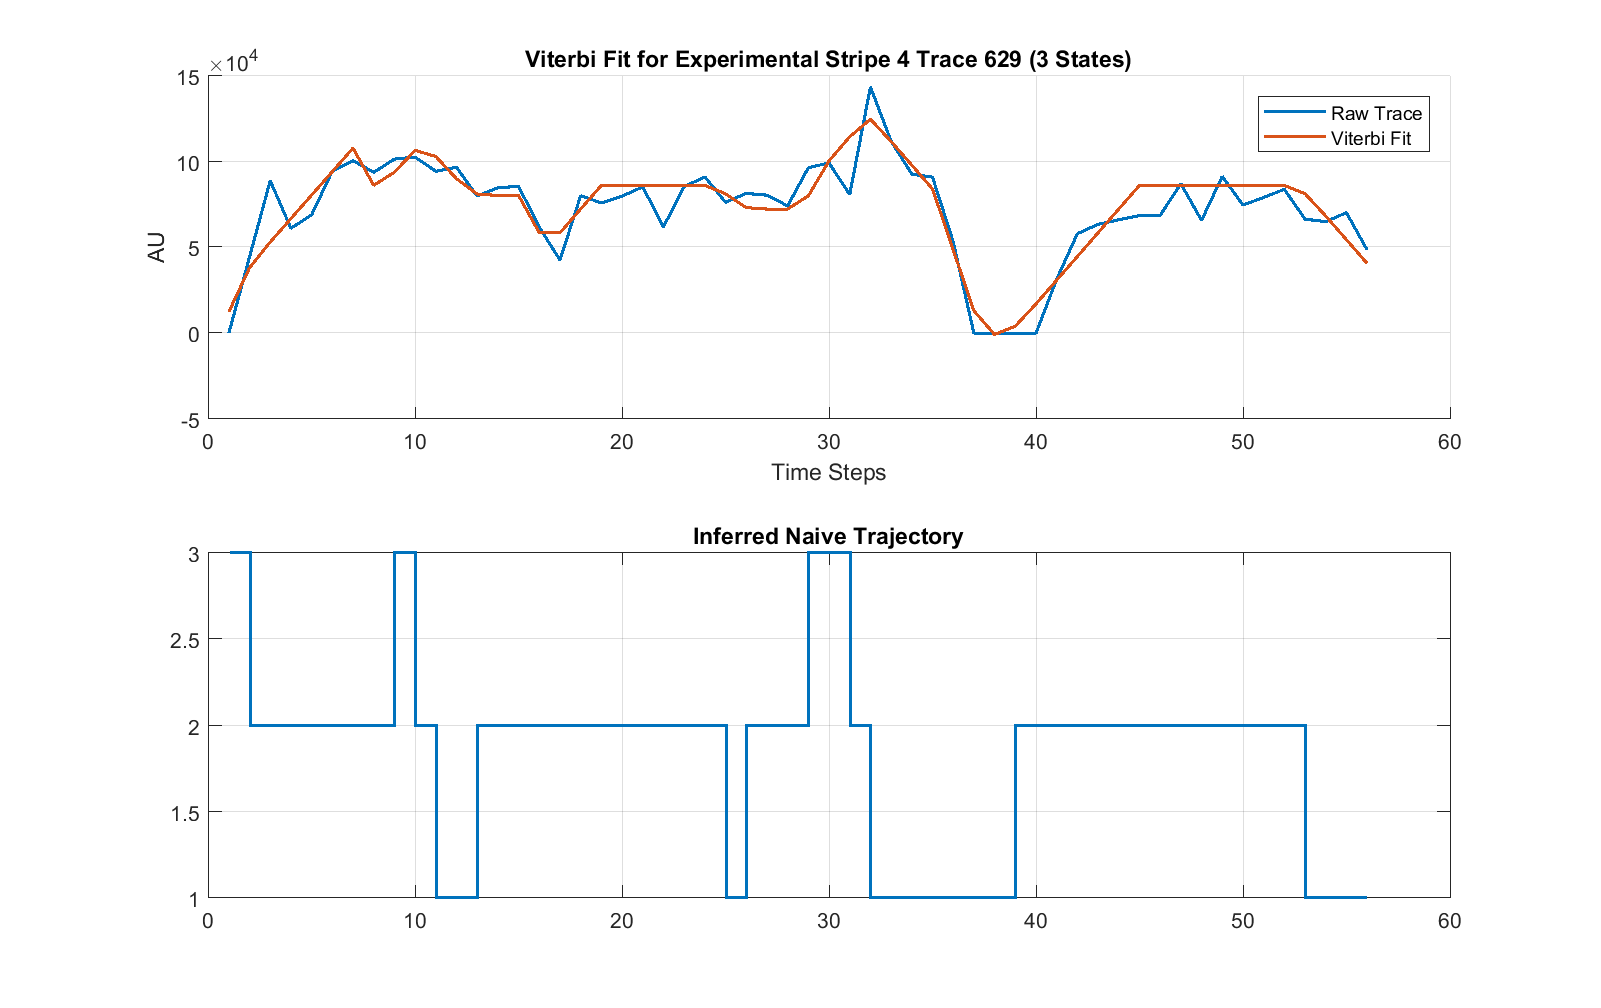 Viterbi Fit for Experimental Stripe 4 Trace 629 (3 States)
×10^4
15
10
5
0
-5
AU
Raw Trace
Viterbi Fit
0 10 20 30 40 50 60
Time Steps
Inferred Naive Trajectory
3
2.5
2
1.5
1
0 10 20 30 40 50 60